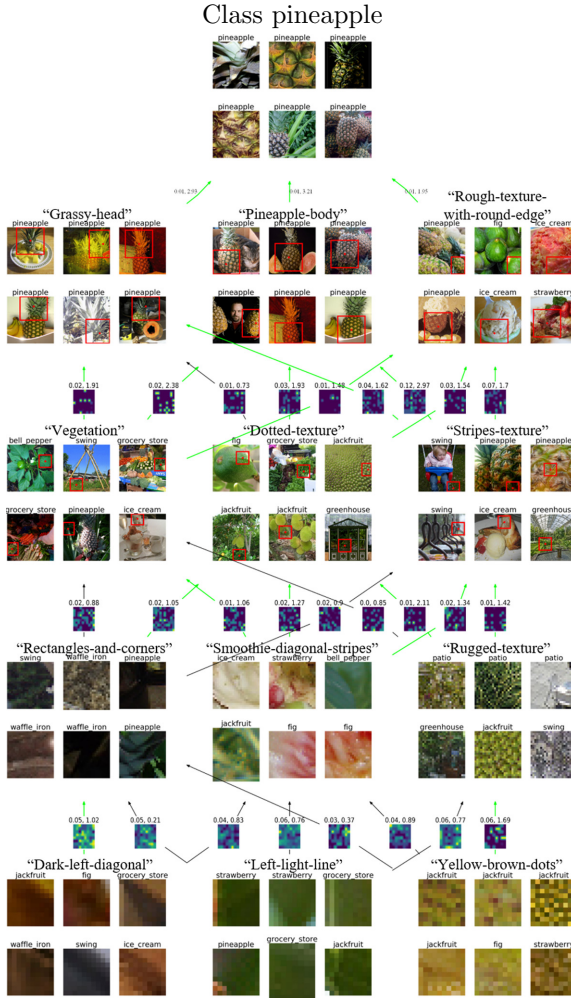 Class pineapple
pineapple pineapple pineapple
pineapple pineapple pineapple
0.01, 2.93 0.01, 3.21 0.01, 1.95
“Grassy-head” “Pineapple-body” “Rough-texture-
with-round-edge”
pineapple pineapple pineapple pineapple pineapple pineapple pineapple fig ice_cream
pineapple pineapple pineapple pineapple pineapple pineapple pineapple ice_cream strawberry
0.02, 1.91 0.02, 2.38 0.01, 0.73 0.03, 1.93 0.01, 1.48 0.04, 1.62 0.12, 2.97 0.03, 1.54 0.07, 1.7
“Vegetation” “Dotted-texture” “Stripes-texture”
bell_pepper swing grocery_store fig grocery_store jackfruit swing pineapple pineapple
grocery_store pineapple ice_cream jackfruit jackfruit greenhouse swing ice_cream greenhouse
0.02, 0.88 0.02, 1.05 0.01, 1.06 0.02, 1.27 0.02, 0.9 0.0, 0.85 0.01, 2.11 0.02, 1.34 0.01, 1.42
“Rectangles-and-corners” “Smoothie-diagonal-stripes” “Rugged-texture”
swing waffle_iron pineapple ice_cream strawberry bell_pepper patio patio patio
waffle_iron waffle_iron pineapple jackfruit fig fig greenhouse jackfruit swing
0.05, 1.02 0.05, 0.21 0.04, 0.83 0.06, 0.76 0.03, 0.37 0.04, 0.89 0.06, 0.77 0.06, 1.69
“Dark-left-diagonal” “Left-light-line” “Yellow-brown-dots”
jackfruit fig grocery_store strawberry strawberry grocery_store jackfruit jackfruit jackfruit
waffle_iron swing ice_cream pineapple grocery_store jackfruit jackfruit fig strawberry